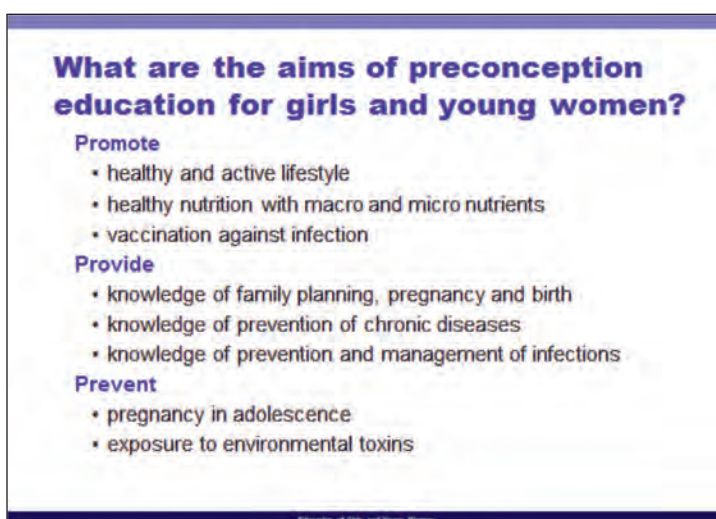 What are the aims of preconception
education for girls and young women?
Promote
• healthy and active lifestyle
• healthy nutrition with macro and micro nutrients
• vaccination against infection
Provide
• knowledge of family planning, pregnancy and birth
• knowledge of prevention of chronic diseases
• knowledge of prevention and management of infections
Prevent
• pregnancy in adolescence
• exposure to environmental toxins